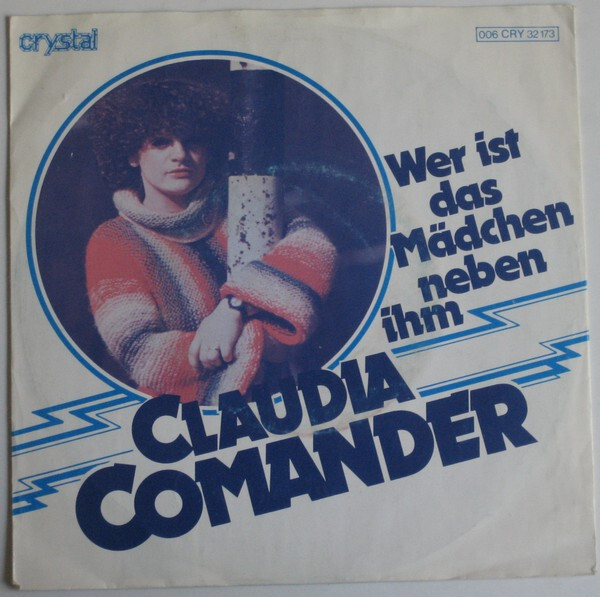 crystal
006 CRY 32 173
Wer ist
das
Mädchen
neben
ihm
CLAUDIA
COMANDER